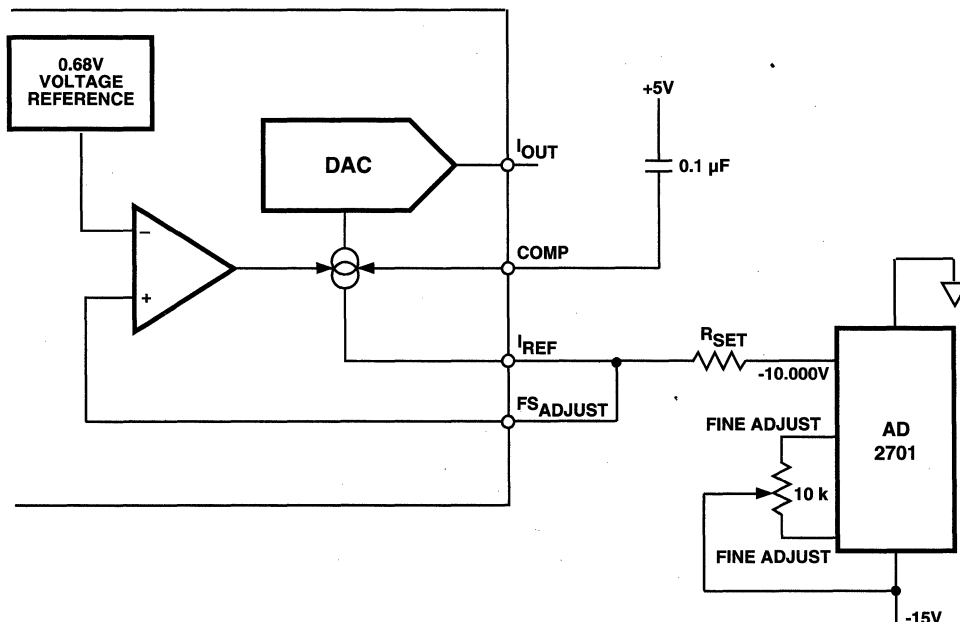 0.68V
VOLTAGE
REFERENCE
+5V
0.1 µF
DAC
IOUT
COMP
−
+
IREF
RSET
-10.000V
FSADJUST
FINE ADJUST
AD
2701
10 k
FINE ADJUST
-15V